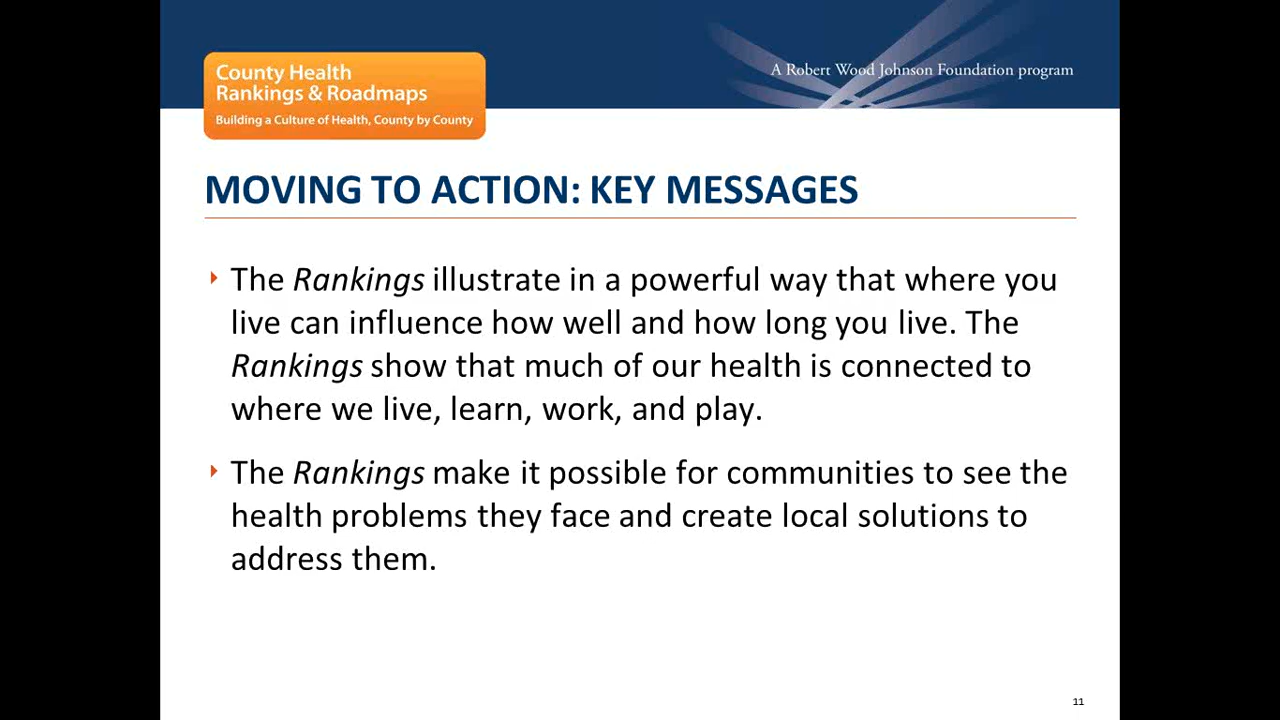 County Health
Rankings & Roadmaps
Building a Culture of Health, County by County
A Robert Wood Johnson Foundation program
MOVING TO ACTION: KEY MESSAGES
The Rankings illustrate in a powerful way that where you
live can influence how well and how long you live. The
Rankings show that much of our health is connected to
where we live, learn, work, and play.
The Rankings make it possible for communities to see the
health problems they face and create local solutions to
address them.
11